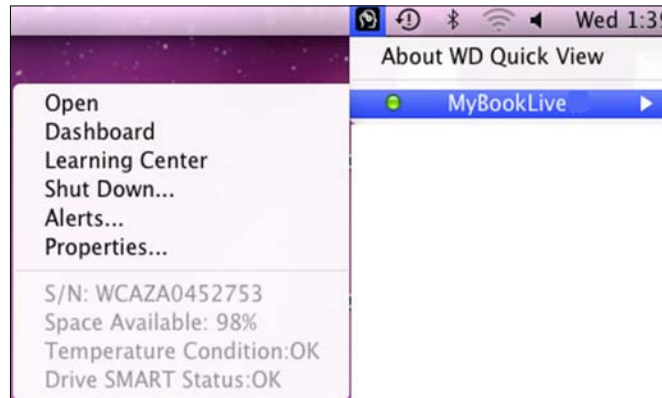 Wed 1:39
About WD Quick View
MyBookLive
Open
Dashboard
Learning Center
Shut Down...
Alerts...
Properties...
S/N: WCAZA0452753
Space Available: 98%
Temperature Condition:OK
Drive SMART Status:OK